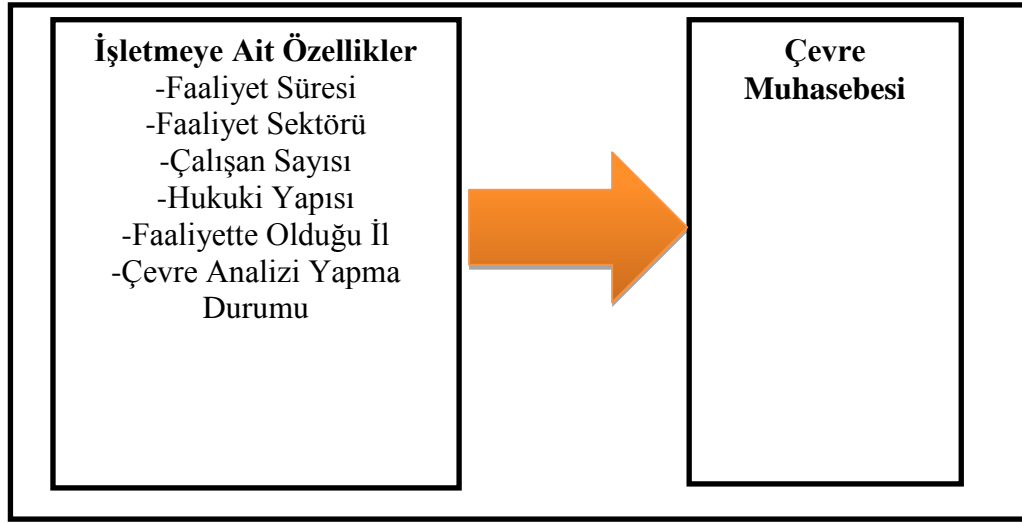 İşletmeye Ait Özellikler
-Faaliyet Süresi
-Faaliyet Sektörü
-Çalışan Sayısı
-Hukuki Yapısı
-Faaliyette Olduğu İl
-Çevre Analizi Yapma
Durumu
Çevre
Muhasebesi